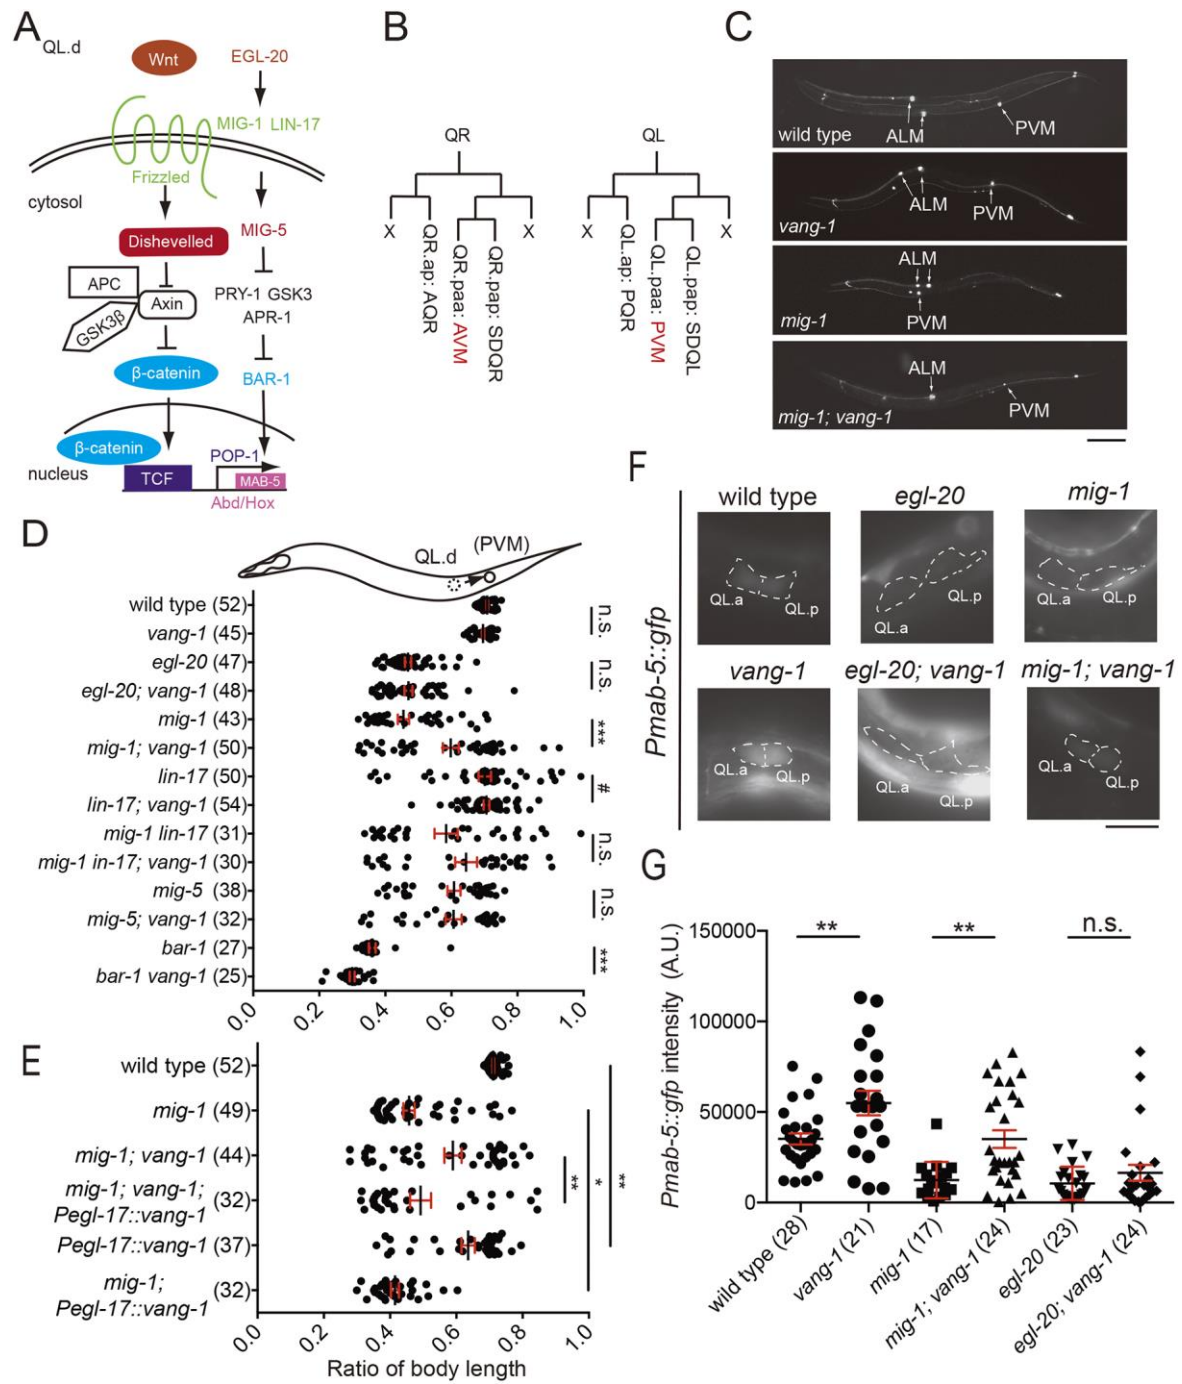 A
QL.d
Wnt
EGL-20
MIG-1 LIN-17
Frizzled
cytosol
Dishevelled
MIG-5
APC
Axin
GSK3β
PRY-1 GSK3
APR-1
β-catenin
BAR-1
β-catenin
nucleus
POP-1
TCF
MAB-5
Abd/Hox
B
QR
X
QR.ap: AQR
QR.paa: AVM
QR.pap: SDQR
X
QL
X
QL.ap: PQR
QL.paa: PVM
QL.pap: SDQL
X
C
wild type
ALM
PVM
vang-1
ALM
PVM
mig-1
ALM
PVM
mig-1; vang-1
ALM
PVM
D
QL.d
(PVM)
wild type (52)
vang-1 (45)
n.s.
egl-20 (47)
egl-20; vang-1 (48)
n.s.
mig-1 (43)
mig-1; vang-1 (50)
***
lin-17 (50)
lin-17; vang-1 (54)
#
mig-1 lin-17 (31)
mig-1 in-17; vang-1 (30)
n.s.
mig-5 (38)
mig-5; vang-1 (32)
n.s.
bar-1 (27)
bar-1 vang-1 (25)
***
0.0 0.2 0.4 0.6 0.8 1.0
E
wild type (52)
mig-1 (49)
mig-1; vang-1 (44)
mig-1; vang-1;
Pegl-17::vang-1 (32)
Pegl-17::vang-1 (37)
mig-1;
Pegl-17::vang-1 (32)
**
*
**
0.0 0.2 0.4 0.6 0.8 1.0
Ratio of body length
F
Pmab-5::gfp
wild type
QL.a
QL.p
egl-20
QL.a
QL.p
mig-1
QL.a
QL.p
vang-1
QL.a
QL.p
egl-20; vang-1
QL.a
QL.p
mig-1; vang-1
QL.a
QL.p
G
Pmab-5::gfp intensity (A.U.)
150000
100000
50000
0
**
**
n.s.
wild type (28)
vang-1 (21)
mig-1 (17)
mig-1; vang-1 (24)
egl-20 (23)
egl-20; vang-1 (24)